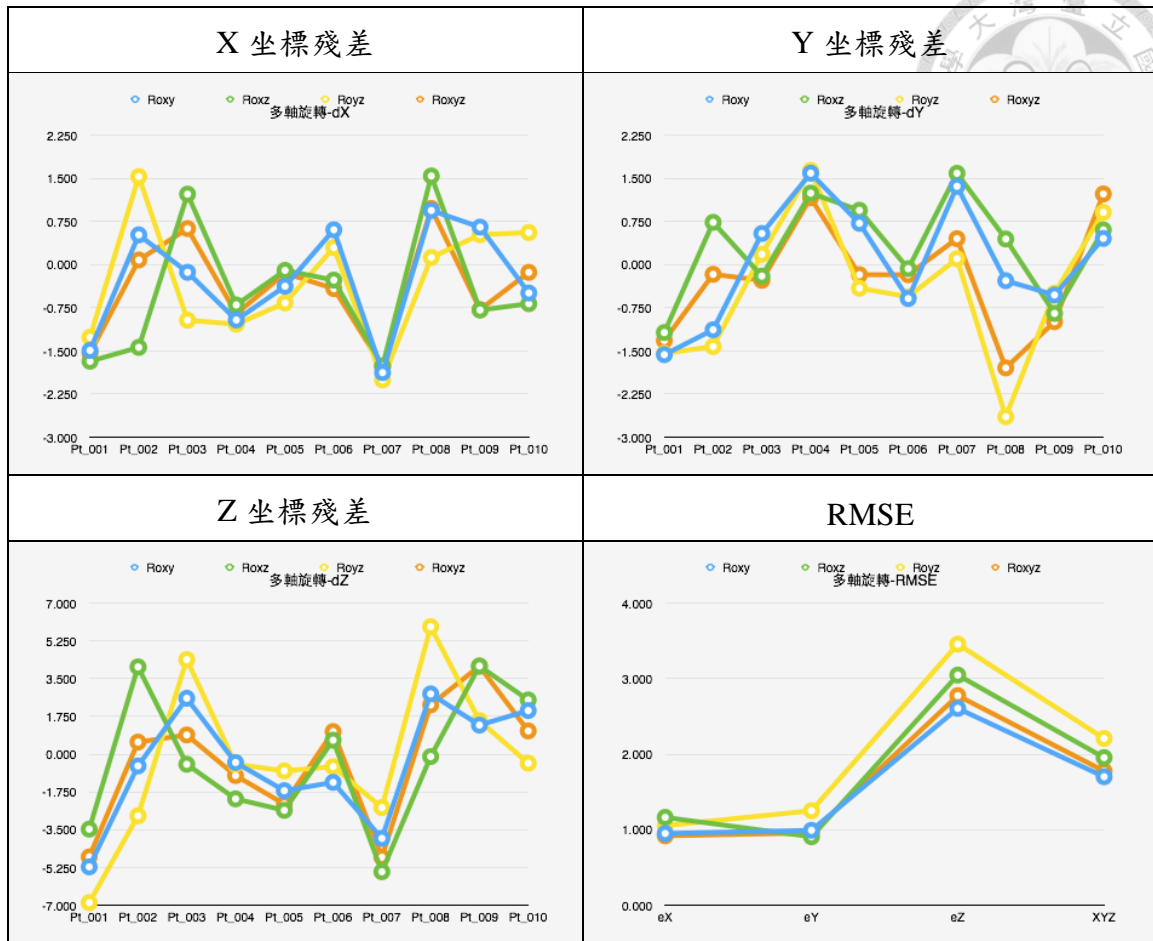 X 坐標殘差
Y 坐標殘差
Roxy Roxz Royz Roxyz
多軸旋轉-dX
2.250
1.500
0.750
0.000
-0.750
-1.500
-2.250
-3.000
Pt_001 Pt_002 Pt_003 Pt_004 Pt_005 Pt_006 Pt_007 Pt_008 Pt_009 Pt_010
Roxy Roxz Royz Roxyz
多軸旋轉-dY
2.250
1.500
0.750
0.000
-0.750
-1.500
-2.250
-3.000
Pt_001 Pt_002 Pt_003 Pt_004 Pt_005 Pt_006 Pt_007 Pt_008 Pt_009 Pt_010
Z 坐標殘差
RMSE
Roxy Roxz Royz Roxyz
多軸旋轉-dZ
7.000
5.250
3.500
1.750
0.000
-1.750
-3.500
-5.250
-7.000
Pt_001 Pt_002 Pt_003 Pt_004 Pt_005 Pt_006 Pt_007 Pt_008 Pt_009 Pt_010
Roxy Roxz Royz Roxyz
多軸旋轉-RMSE
4.000
3.000
2.000
1.000
0.000
eX eY eZ XYZ
學大灣臺立國